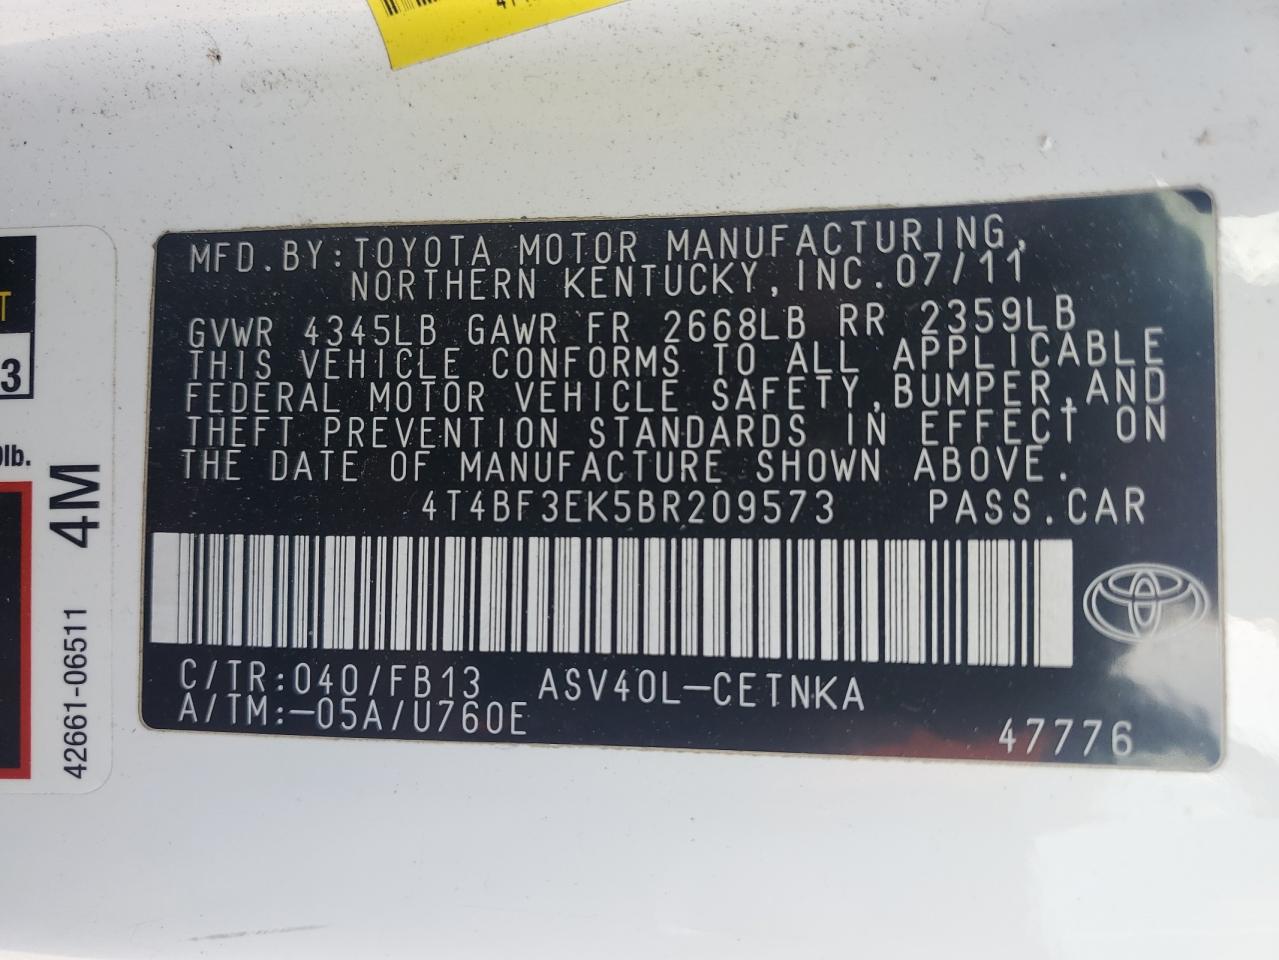 MFD.BY:TOYOTA MOTOR MANUFACTURING,
NORTHERN KENTUCKY,INC.07/11
GVWR 4345LB GAWR FR 2668LB RR 2359LB
THIS VEHICLE CONFORMS TO ALL APPLICABLE
FEDERAL MOTOR VEHICLE SAFETY,BUMPER,AND
THEFT PREVENTION STANDARDS IN EFFECT ON
THE DATE OF MANUFACTURE SHOWN ABOVE.
4T4BF3EK5BR209573 PASS.CAR
C/TR:040/FB13 ASV40L-CETNKA
A/TM:-05A/U760E
47776
42661-06511 4M
3
lb.
T